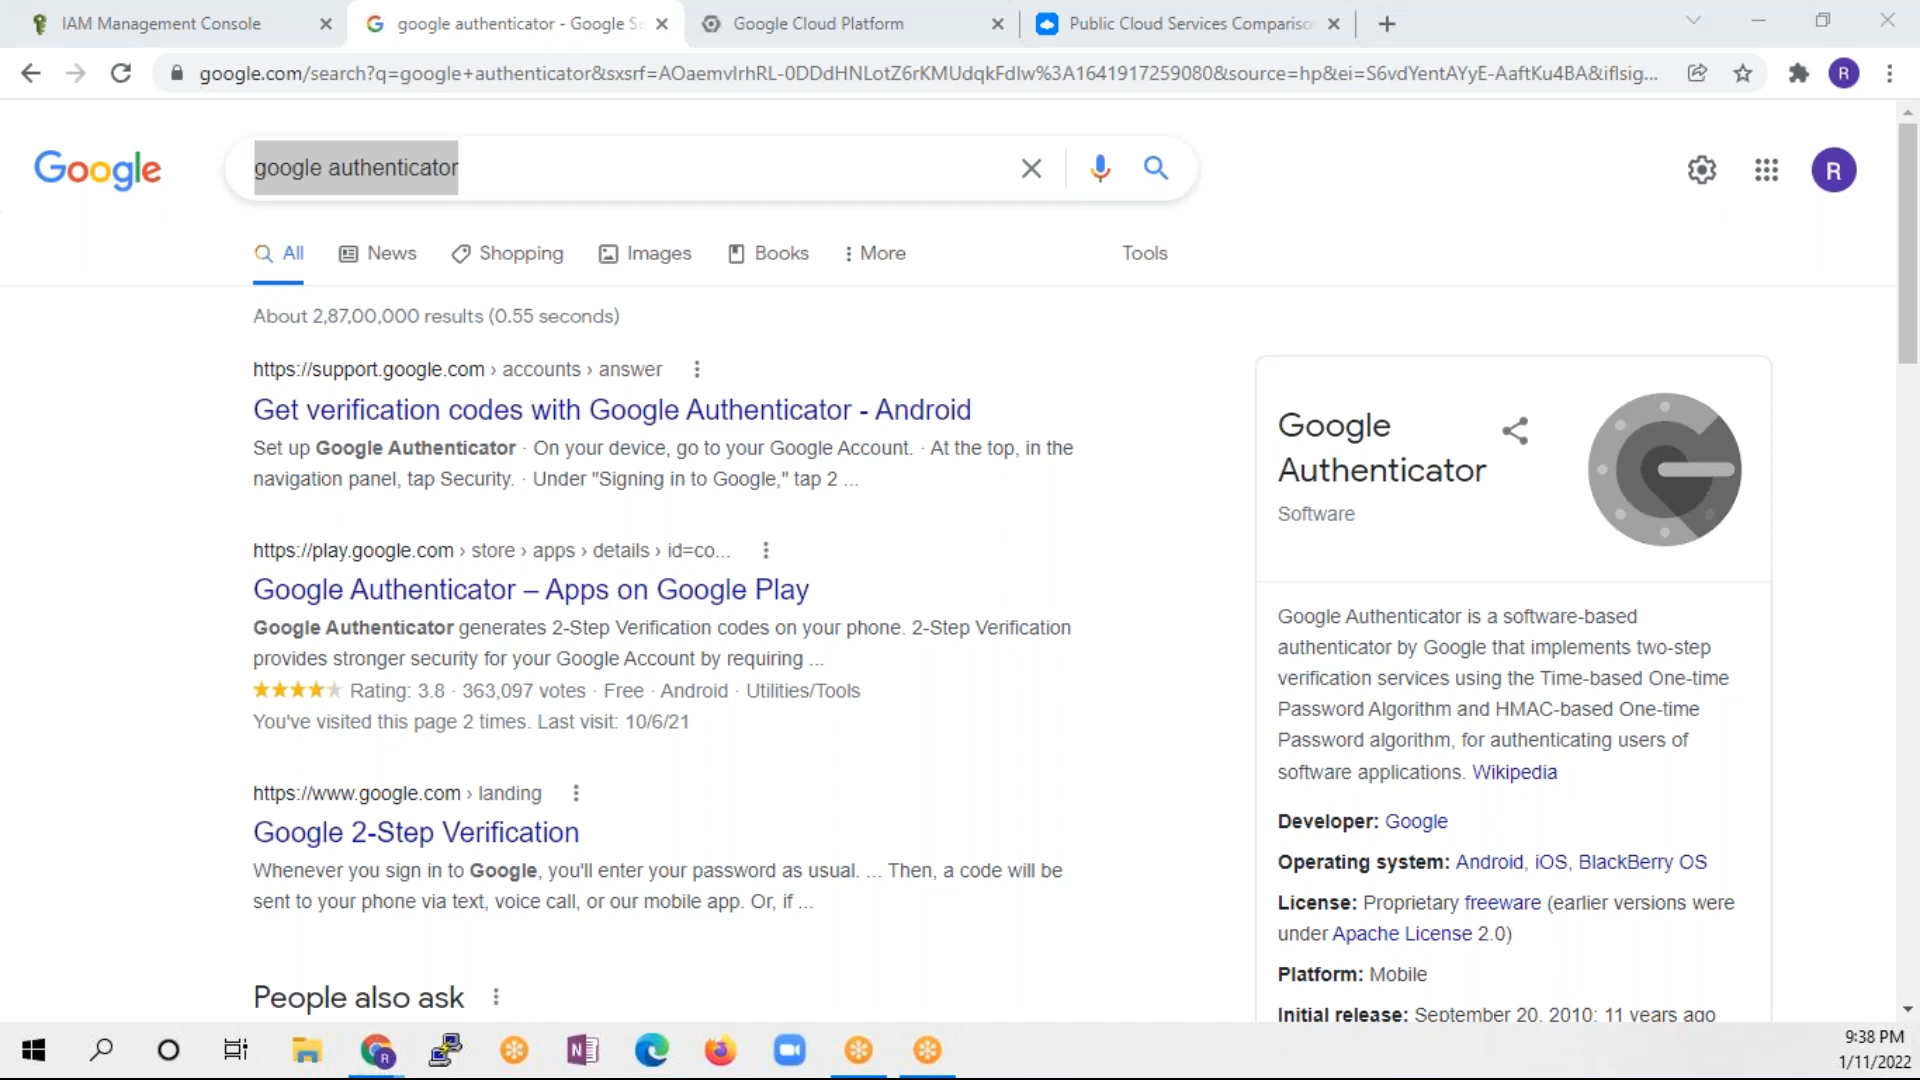 IAM Management Console
google authenticator - Google Se
Google Cloud Platform
Public Cloud Services Compariso
google.com/search?q=google+authenticator&sxsrf=AOaemvIrhRL-0DDdHNLotZ6rKMUdqkFdIw%3A1641917259080&source=hp&ei=S6vdYentAYyE-AaftKu4BA&iflsig...
R
Google
google authenticator
R
All
News
Shopping
Images
Books
More
Tools
About 2,87,00,000 results (0.55 seconds)
https://support.google.com › accounts › answer
Get verification codes with Google Authenticator - Android
Set up Google Authenticator · On your device, go to your Google Account. · At the top, in the
navigation panel, tap Security. · Under "Signing in to Google," tap 2 ...
https://play.google.com › store › apps › details › id=co...
Google Authenticator – Apps on Google Play
Google Authenticator generates 2-Step Verification codes on your phone. 2-Step Verification
provides stronger security for your Google Account by requiring ...
Rating: 3.8 · 363,097 votes · Free · Android · Utilities/Tools
You've visited this page 2 times. Last visit: 10/6/21
https://www.google.com › landing
Google 2-Step Verification
Whenever you sign in to Google, you'll enter your password as usual. ... Then, a code will be
sent to your phone via text, voice call, or our mobile app. Or, if ...
People also ask
Google
Authenticator
Software
Google Authenticator is a software-based
authenticator by Google that implements two-step
verification services using the Time-based One-time
Password Algorithm and HMAC-based One-time
Password algorithm, for authenticating users of
software applications. Wikipedia
Developer: Google
Operating system: Android, iOS, BlackBerry OS
License: Proprietary freeware (earlier versions were
under Apache License 2.0)
Platform: Mobile
Initial release: September 20, 2010; 11 years ago
R
N
9:38 PM
1/11/2022